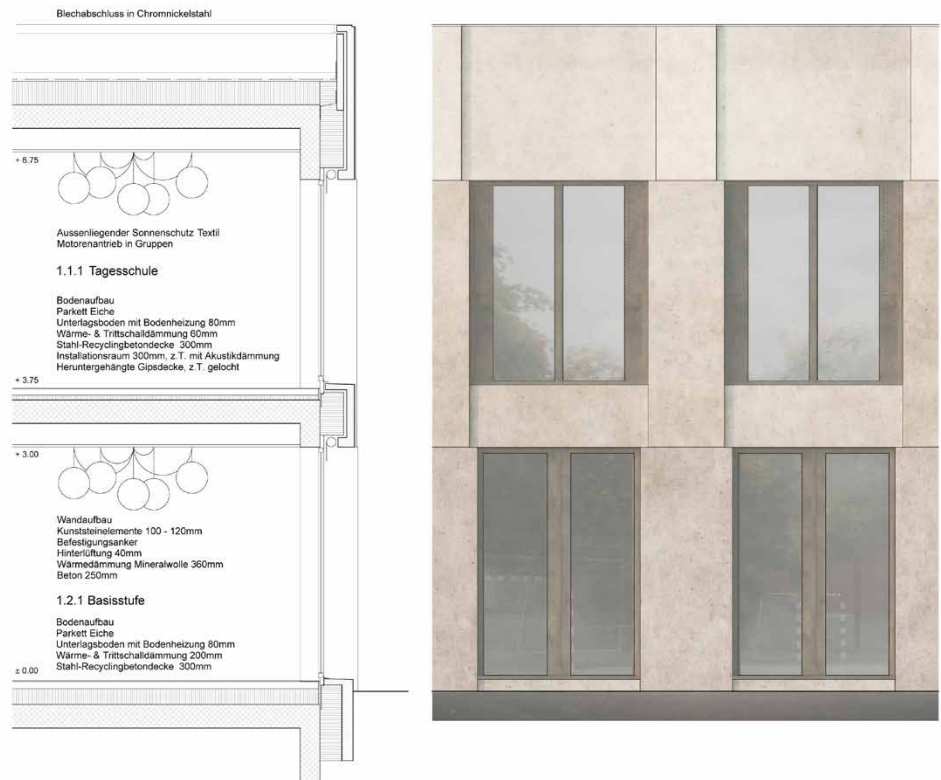 Blechabschluss in Chromnickelstahl
+ 6.75
Aussenliegender Sonnenschutz Textil
Motorenantrieb in Gruppen
1.1.1 Tagesschule
Bodenaufbau
Parkett Eiche
Unterlagsboden mit Bodenheizung 80mm
Wärme- & Trittschalldämmung 60mm
Stahl-Recyclingbetondecke 300mm
Installationsraum 300mm, z.T. mit Akustikdämmung
Heruntergehängte Gipsdecke, z.T. gelocht
+ 3.75
+ 3.00
Wandaufbau
Kunststeinelemente 100 - 120mm
Befestigungsanker
Hinterlüftung 40mm
Wärmedämmung Mineralwolle 360mm
Beton 250mm
1.2.1 Basisstufe
Bodenaufbau
Parkett Eiche
Unterlagsboden mit Bodenheizung 80mm
Wärme- & Trittschalldämmung 200mm
Stahl-Recyclingbetondecke 300mm
± 0.00